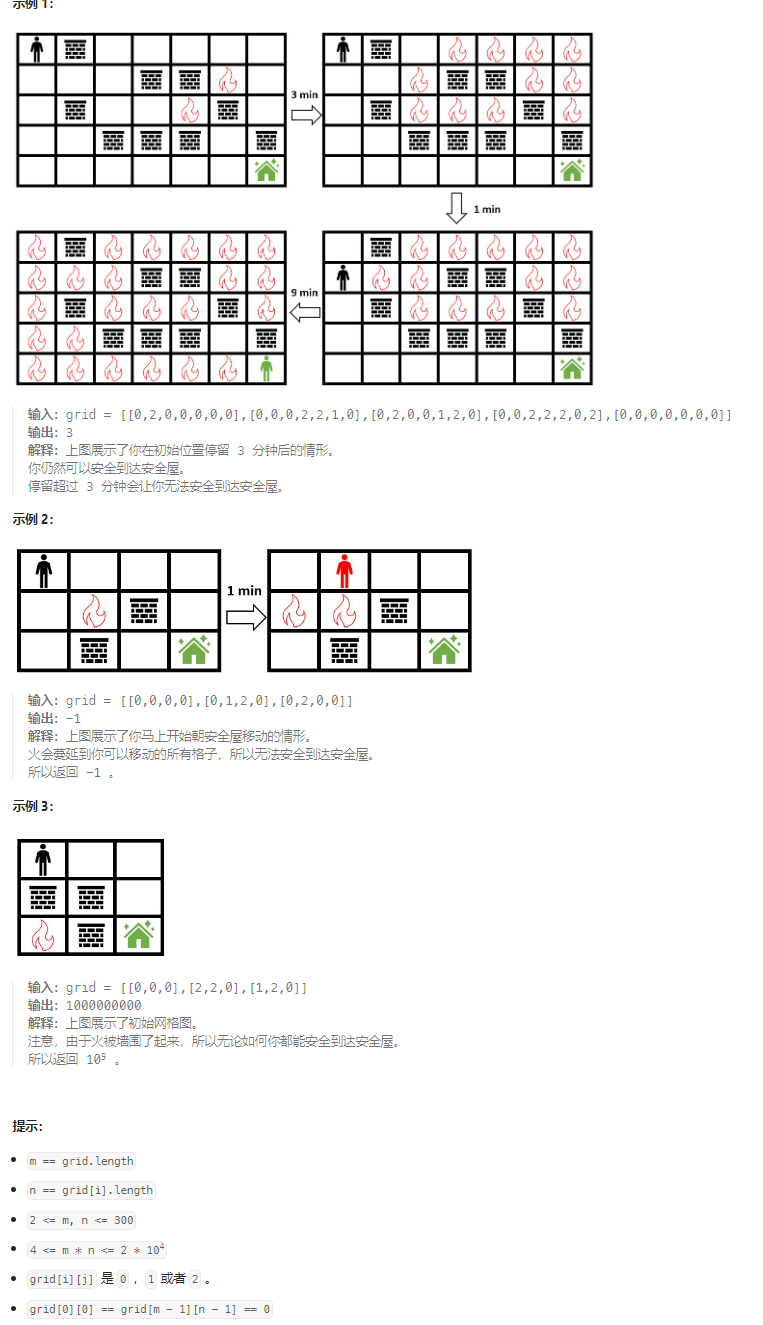 示例 1：
3 min
1 min
9 min
输入：grid = [[0,2,0,0,0,0,0],[0,0,0,2,2,1,0],[0,2,0,0,1,2,0],[0,0,2,2,2,0,2],[0,0,0,0,0,0,0]]
输出：3
解释：上图展示了你在初始位置停留 3 分钟后的情形。
你仍然可以安全到达安全屋。
停留超过 3 分钟会让你无法安全到达安全屋。
示例 2：
1 min
输入：grid = [[0,0,0,0],[0,1,2,0],[0,2,0,0]]
输出：-1
解释：上图展示了你马上开始朝安全屋移动的情形。
火会蔓延到你可以移动的所有格子，所以无法安全到达安全屋。
所以返回 -1 。
示例 3：
输入：grid = [[0,0,0],[2,2,0],[1,2,0]]
输出：1000000000
解释：上图展示了初始网格图。
注意，由于火被墙围了起来，所以无论如何你都能安全到达安全屋。
所以返回 10⁹ 。
提示：
m == grid.length
n == grid[i].length
2 <= m, n <= 300
4 <= m * n <= 2 * 10⁴
grid[i][j] 是 0 ，1 或者 2 。
grid[0][0] == grid[m - 1][n - 1] == 0